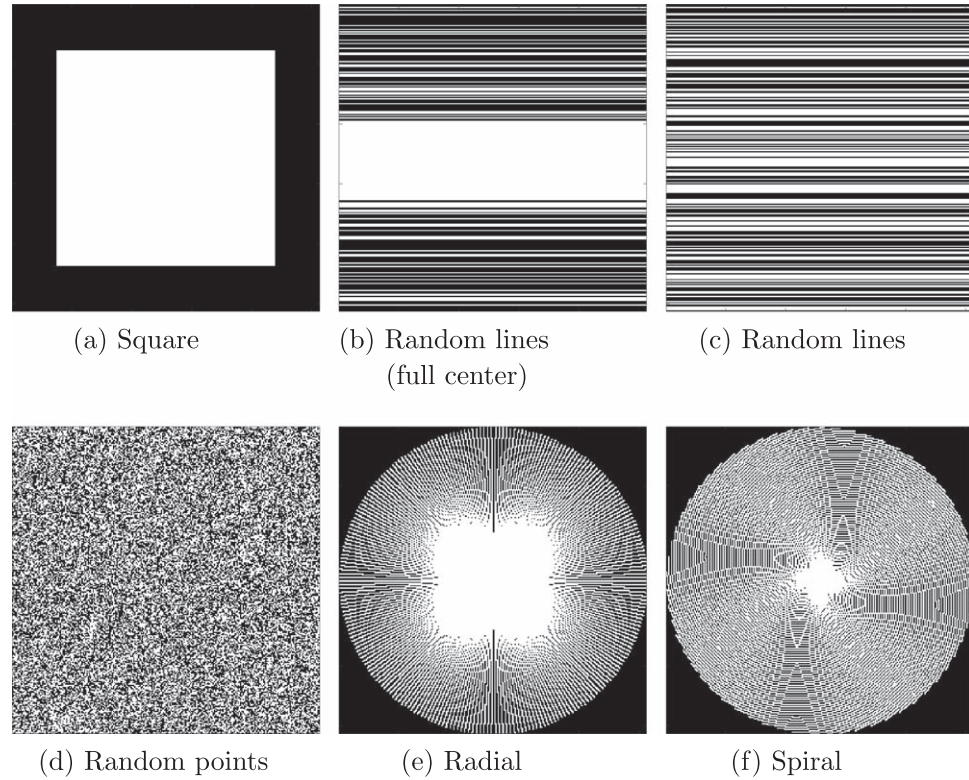 (a) Square
(b) Random lines
(full center)
(c) Random lines
(d) Random points
(e) Radial
(f) Spiral